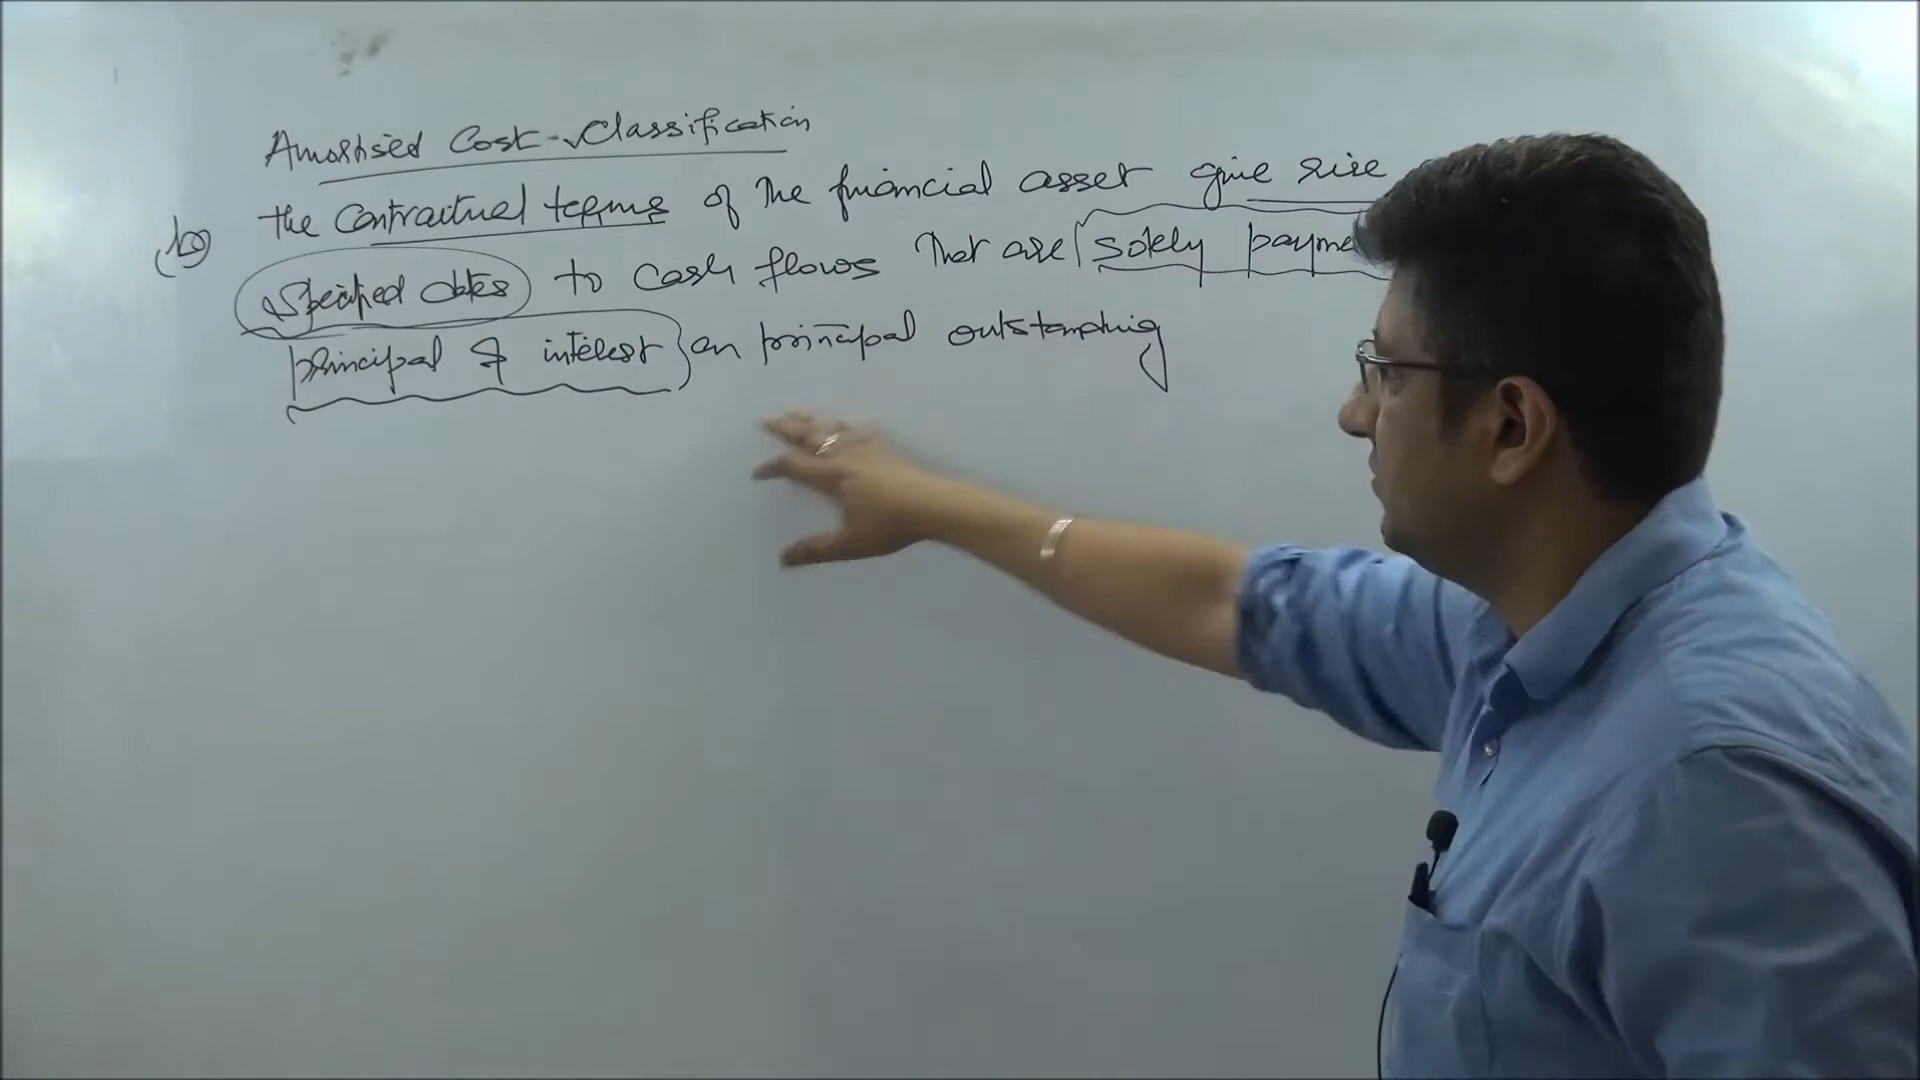 Amortised Cost - Classification
(b) the contractual terms of the financial asset give rise
specified dates to cash flows that are solely payme
principal & interest on principal outstanding